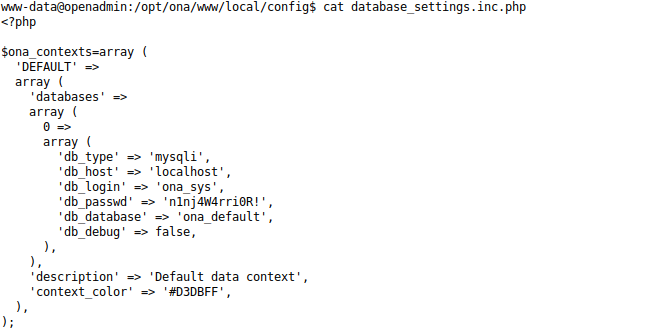 www-data@openadmin:/opt/ona/www/local/config$ cat database_settings.inc.php
<?php

$ona_contexts=array (
  'DEFAULT' =>
  array (
    'databases' =>
    array (
      0 =>
      array (
        'db_type' => 'mysqli',
        'db_host' => 'localhost',
        'db_login' => 'ona_sys',
        'db_passwd' => 'n1nj4W4rri0R!',
        'db_database' => 'ona_default',
        'db_debug' => false,
      ),
    ),
    'description' => 'Default data context',
    'context_color' => '#D3DBFF',
  ),
);